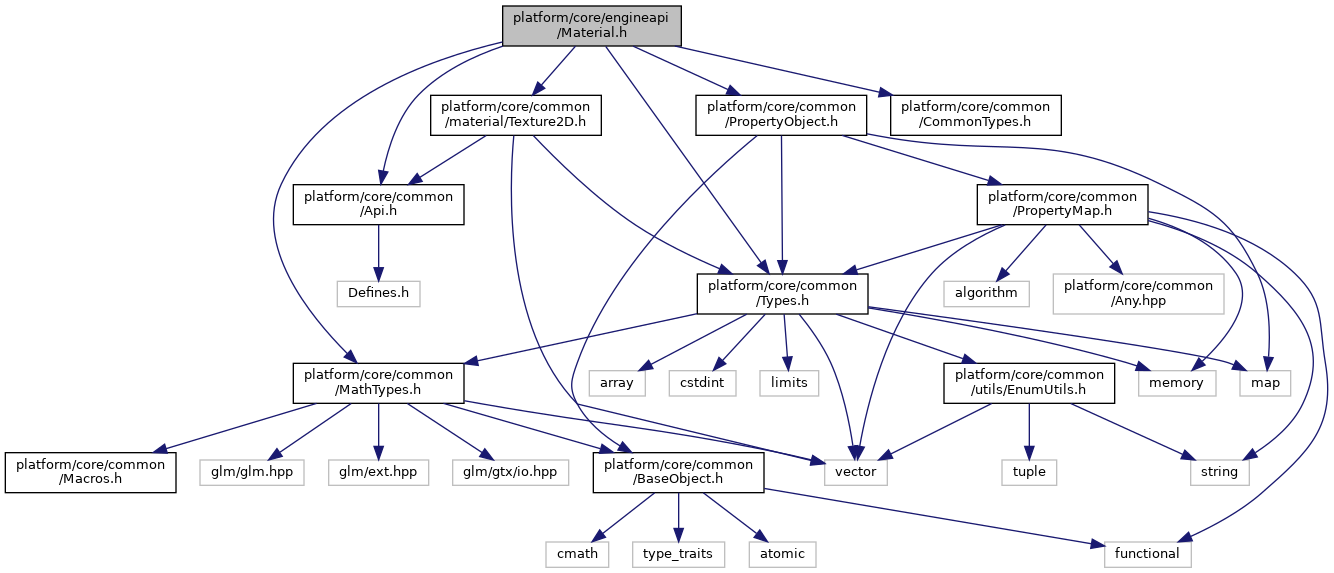 platform/core/engineapi
/Material.h
platform/core/common
/material/Texture2D.h
platform/core/common
/PropertyObject.h
platform/core/common
/CommonTypes.h
platform/core/common
/Api.h
platform/core/common
/PropertyMap.h
Defines.h
platform/core/common
/Types.h
algorithm
platform/core/common
/Any.hpp
platform/core/common
/MathTypes.h
array
cstdint
limits
platform/core/common
/utils/EnumUtils.h
memory
map
platform/core/common
/Macros.h
glm/glm.hpp
glm/ext.hpp
glm/gtx/io.hpp
platform/core/common
/BaseObject.h
vector
tuple
string
cmath
type_traits
atomic
functional